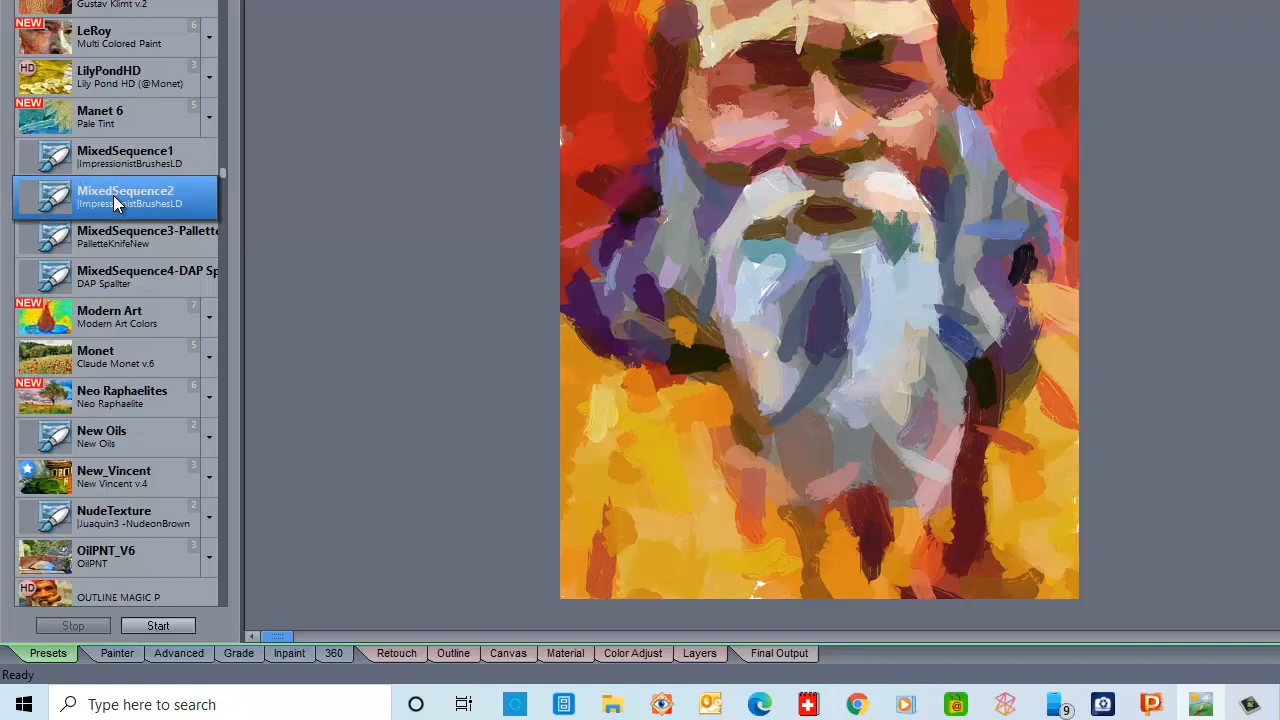 Gustav Klimt v.2
NEW
LeRoy
6
Multi Colored Paint
HD
LilyPondHD
3
Lily Pond HD (@Monet)
NEW
Manet 6
5
Pale Tint
MixedSequence1
|ImpressionistBrushesLD
MixedSequence2
|ImpressionistBrushesLD
MixedSequence3-Pallette
PalletteKnifeNew
MixedSequence4-DAP Sp
DAP Spallter
NEW
Modern Art
7
Modern Art Colors
Monet
5
Claude Monet v.6
NEW
Neo Raphaelites
6
Neo Raphaelite
New Oils
2
New Oils
New_Vincent
3
New Vincent v.4
NudeTexture
2
|Juaquin3 -NudeonBrown
OilPNT_V6
3
OilPNT
HD
OUTLINE MAGIC P
Stop Start
Presets Painter Advanced Grade Inpaint 360 Retouch Outline Canvas Material Color Adjust Layers Final Output
Ready
Type here to search
9